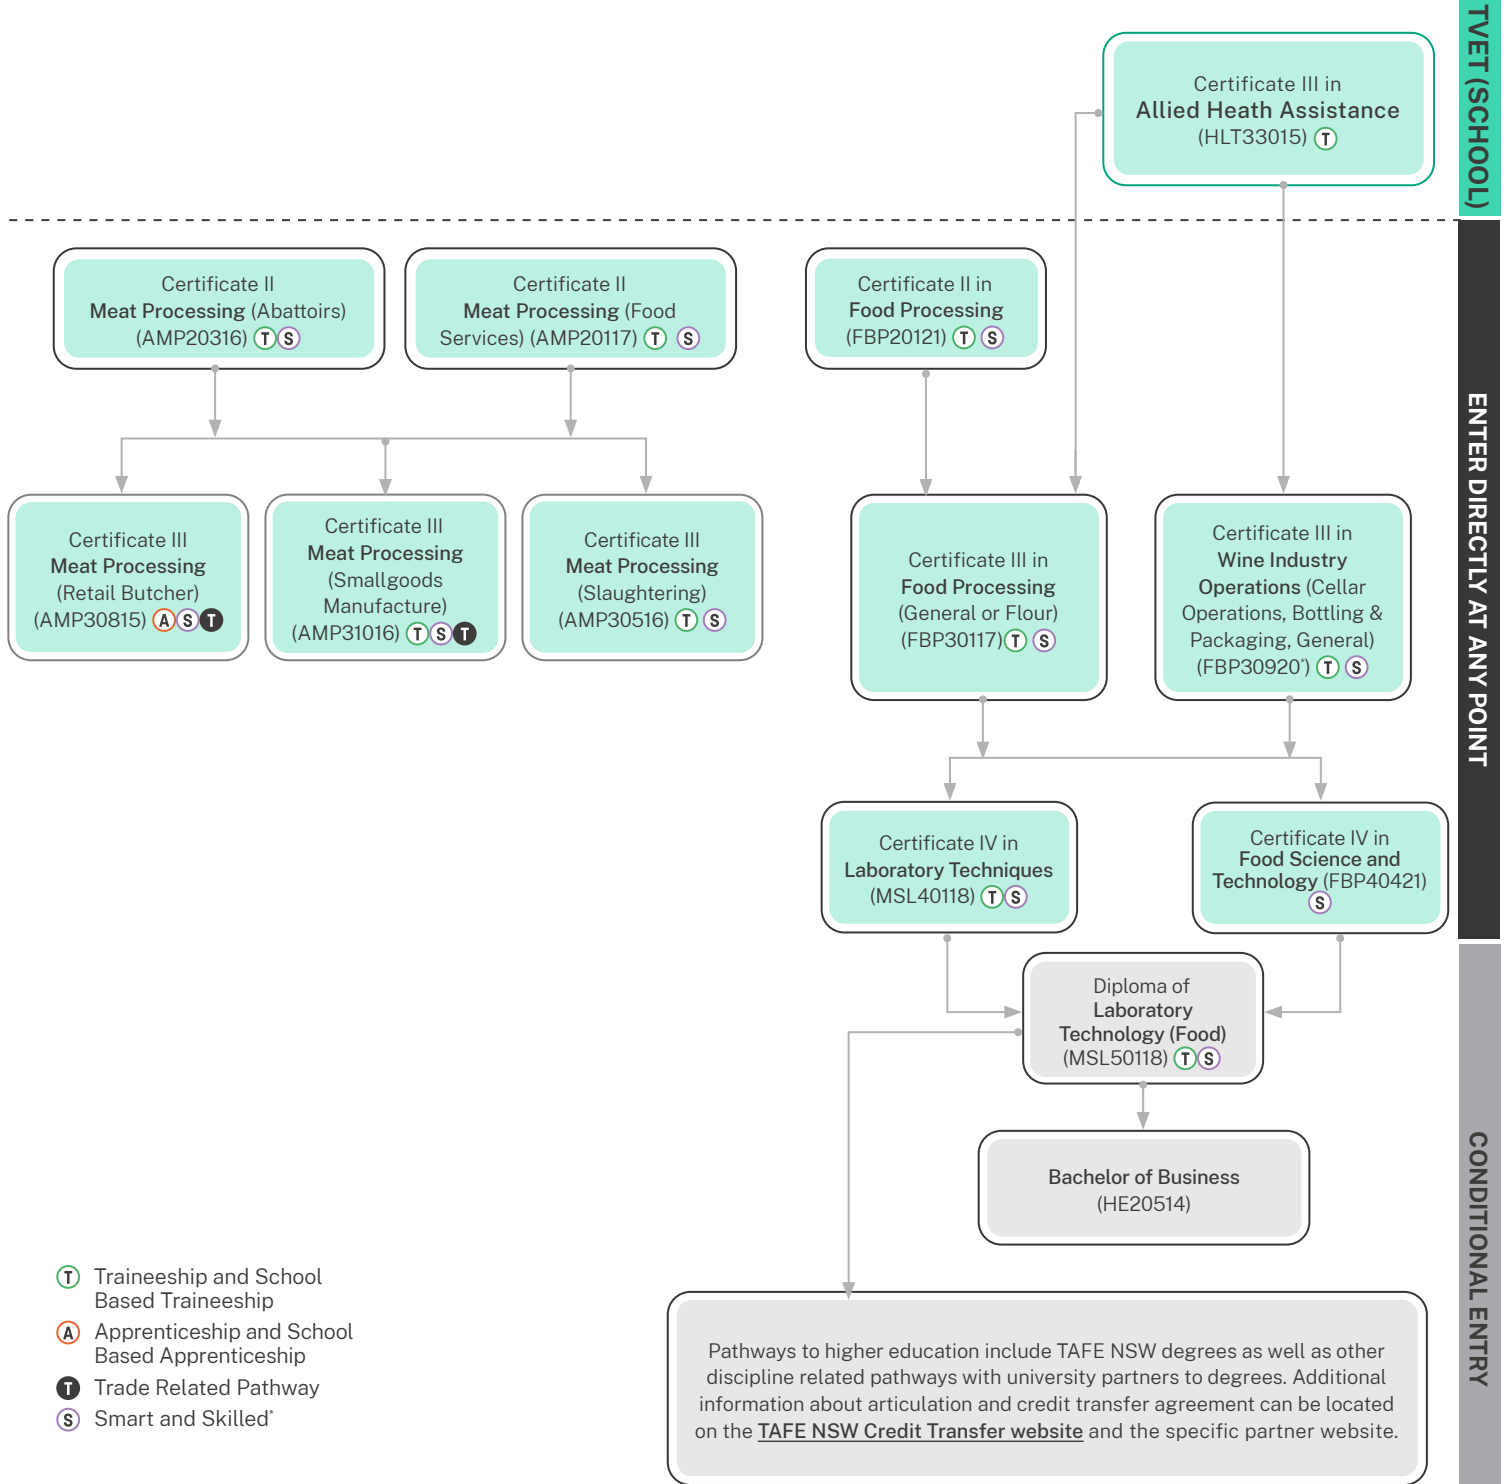 TVET (SCHOOL)
Certificate III in
Allied Heath Assistance
(HLT33015) T
ENTER DIRECTLY AT ANY POINT
Certificate II
Meat Processing (Abattoirs)
(AMP20316) T S
Certificate II
Meat Processing (Food
Services) (AMP20117) T S
Certificate II in
Food Processing
(FBP20121) T S
Certificate III
Meat Processing
(Retail Butcher)
(AMP30815) A S T
Certificate III
Meat Processing
(Smallgoods
Manufacture)
(AMP31016) T S T
Certificate III
Meat Processing
(Slaughtering)
(AMP30516) T S
Certificate III in
Food Processing
(General or Flour)
(FBP30117) T S
Certificate III in
Wine Industry
Operations (Cellar
Operations, Bottling &
Packaging, General)
(FBP30920*) T S
Certificate IV in
Laboratory Techniques
(MSL40118) T S
Certificate IV in
Food Science and
Technology (FBP40421)
S
CONDITIONAL ENTRY
Diploma of
Laboratory
Technology (Food)
(MSL50118) T S
Bachelor of Business
(HE20514)
T Traineeship and School
Based Traineeship
A Apprenticeship and School
Based Apprenticeship
T Trade Related Pathway
S Smart and Skilled*
Pathways to higher education include TAFE NSW degrees as well as other
discipline related pathways with university partners to degrees. Additional
information about articulation and credit transfer agreement can be located
on the TAFE NSW Credit Transfer website and the specific partner website.